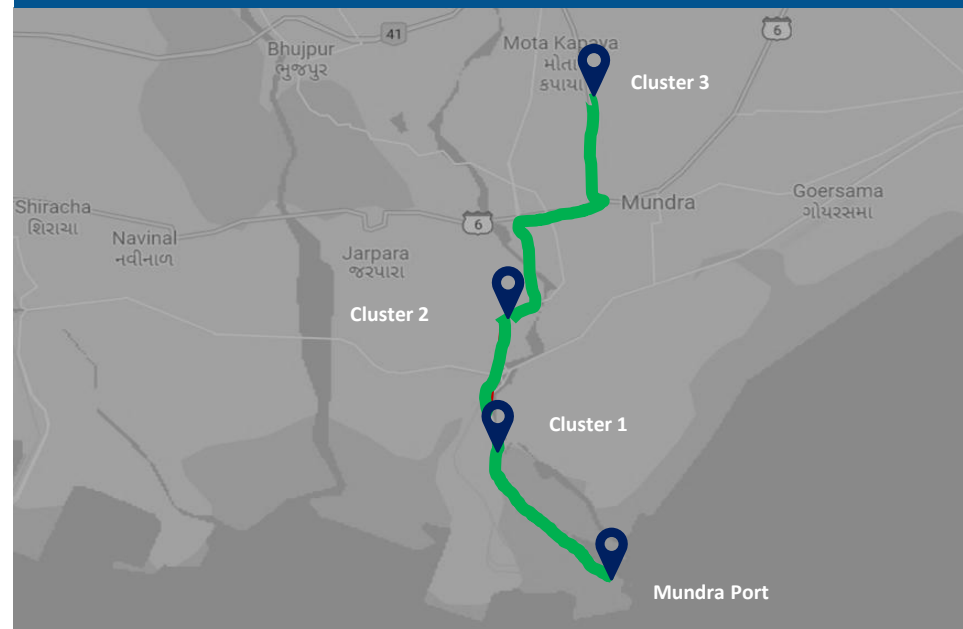 41
6
Bhujpur
ભુજપુર
Mota Kapaya
મોતા
કપાયા
Cluster 3
Shiracha
શિરાચા
Navinal
નવીનાળ
6
Mundra
Goersama
ગોયરસમા
Jarpara
જરપારા
Cluster 2
Cluster 1
Mundra Port